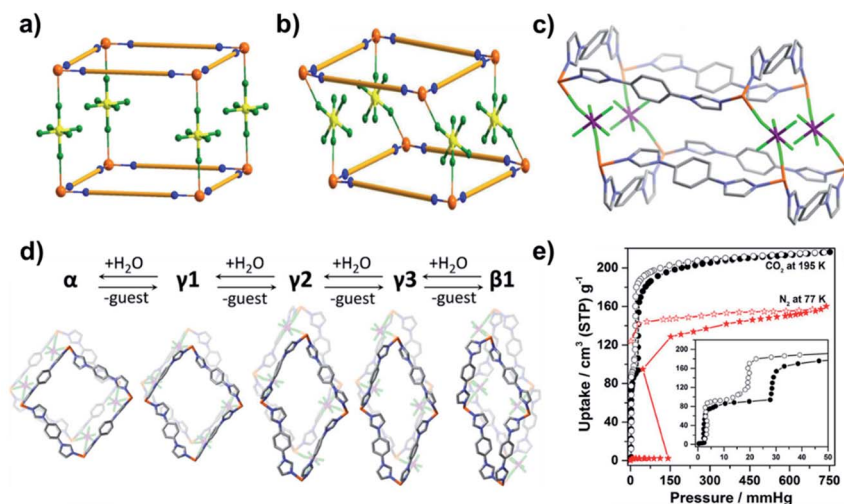 a)
b)
c)
d)
+H₂O +H₂O +H₂O +H₂O
α γ1 γ2 γ3 β1
-guest -guest -guest -guest
e)
200
160
120
80
40
0
CO₂ at 195 K
N₂ at 77 K
200
160
120
80
40
0
0 10 20 30 40 50
0 150 300 450 600 750
Uptake / cm³ (STP) g⁻¹
Pressure / mmHg